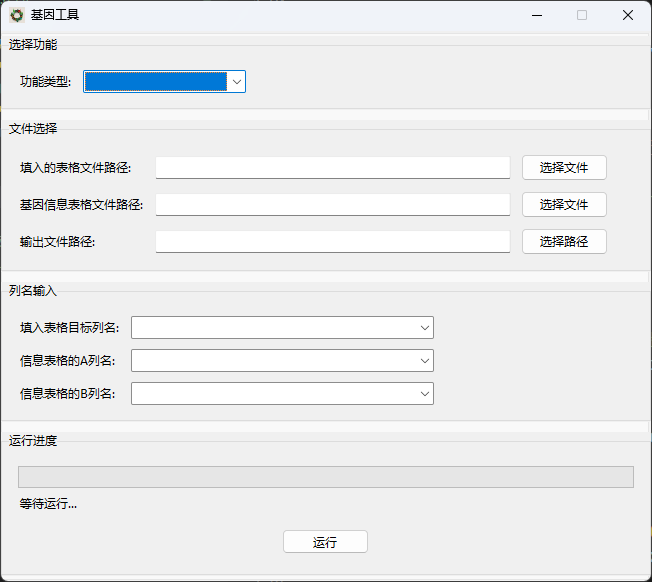 基因工具
选择功能
功能类型:
文件选择
填入的表格文件路径: 选择文件
基因信息表格文件路径: 选择文件
输出文件路径: 选择路径
列名输入
填入表格目标列名:
信息表格的A列名:
信息表格的B列名:
运行进度
等待运行...
运行